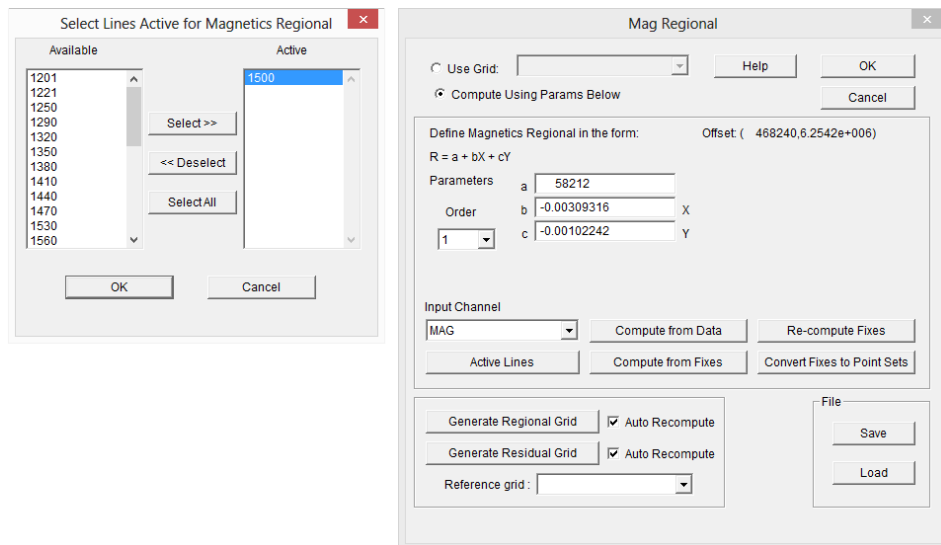 Select Lines Active for Magnetics Regional
Available
Active
1201
1221
1250
1290
1320
1350
1380
1410
1440
1470
1530
1560
1500
Select >>
<< Deselect
Select All
OK
Cancel
Mag Regional
Use Grid:
Help
OK
Compute Using Params Below
Cancel
Define Magnetics Regional in the form:
Offset: ( 468240,6.2542e+006)
R = a + bX + cY
Parameters
a 58212
Order
b -0.00309316 X
1
c -0.00102242 Y
Input Channel
MAG
Compute from Data
Re-compute Fixes
Active Lines
Compute from Fixes
Convert Fixes to Point Sets
Generate Regional Grid
Auto Recompute
Generate Residual Grid
Auto Recompute
Reference grid :
File
Save
Load